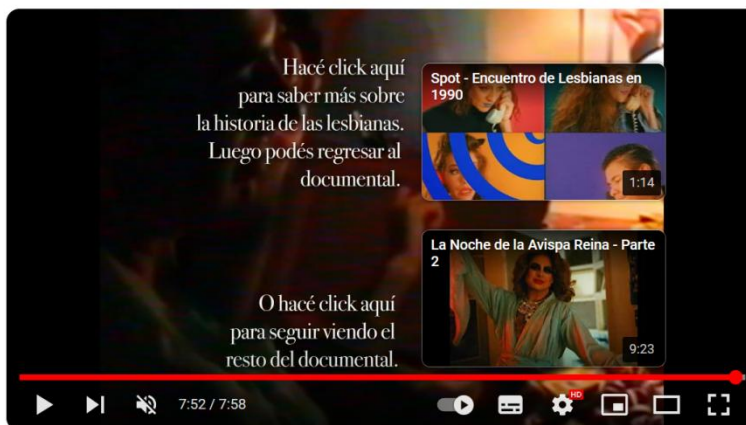 Hacé click aquí
para saber más sobre
la historia de las lesbianas.
Luego podés regresar al
documental.
Spot - Encuentro de Lesbianas en
1990
1:14
La Noche de la Avispa Reina - Parte
2
9:23
O hacé click aquí
para seguir viendo el
resto del documental.
7:52 / 7:58
HD